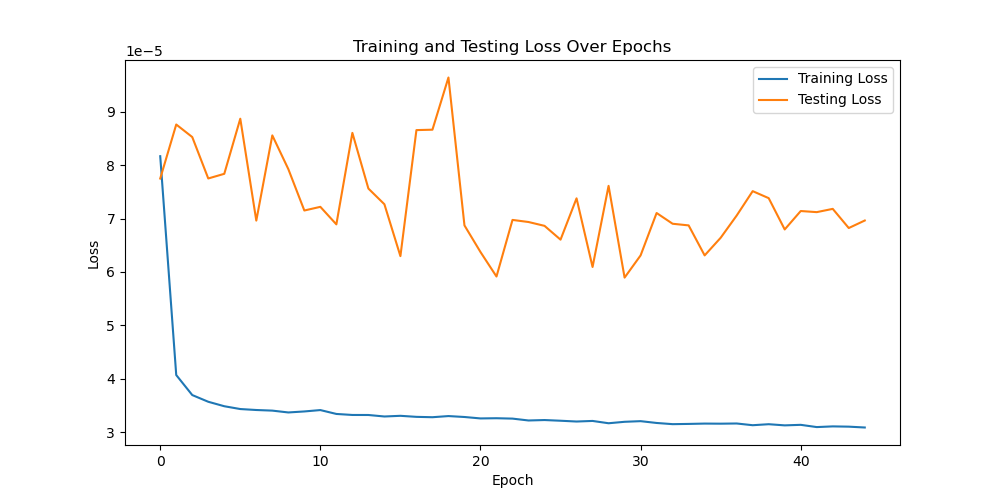 Training and Testing Loss Over Epochs
1e−5
Training Loss
Testing Loss
9
8
7
6
5
4
3
Loss
0 10 20 30 40
Epoch